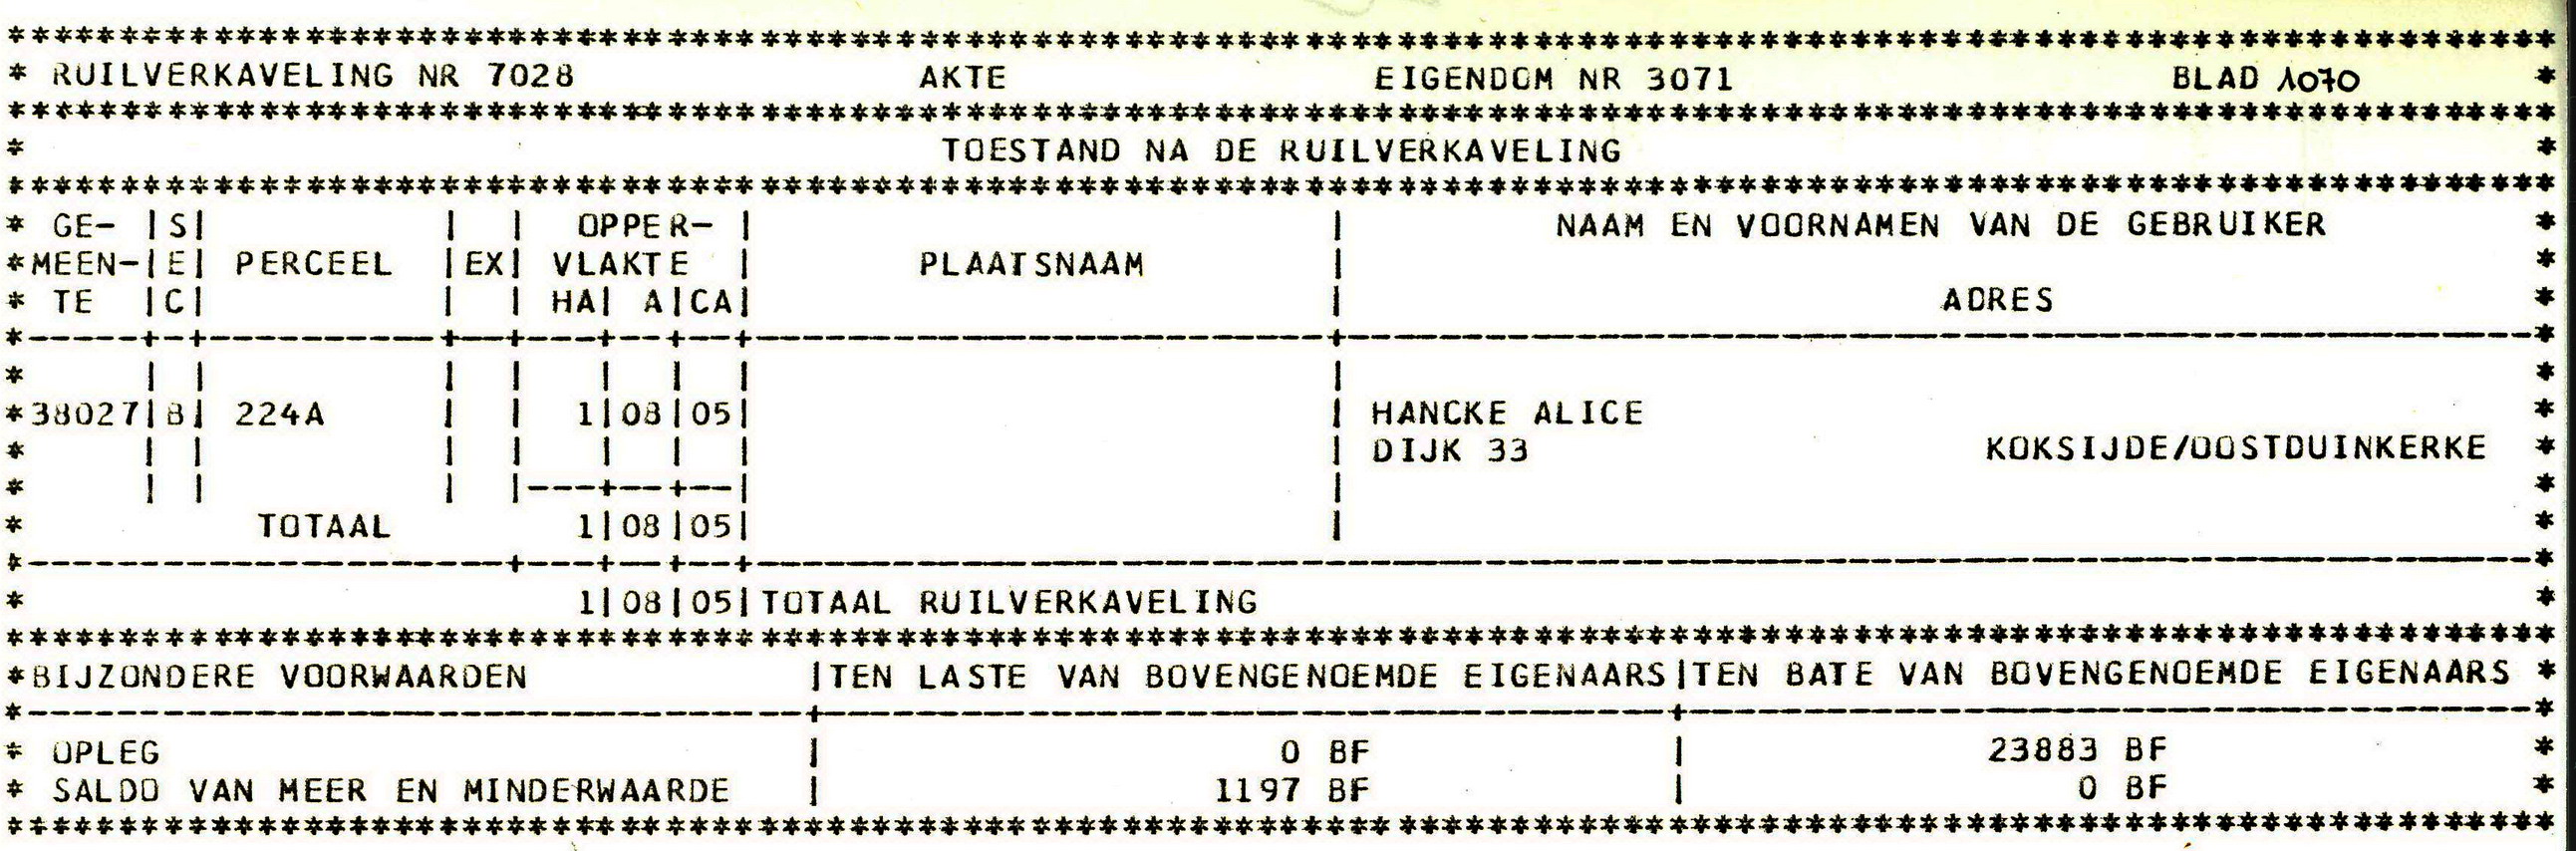 ****************************************************************************************************************
* RUILVERKAVELING NR 7028 AKTE EIGENDOM NR 3071 BLAD 1070 *
****************************************************************************************************************
* TOESTAND NA DE RUILVERKAVELING *
****************************************************************************************************************
* GE- |S| | | OPPER- | | NAAM EN VOORNAMEN VAN DE GEBRUIKER *
*MEEN-|E| PERCEEL |EX| VLAKTE | PLAATSNAAM | *
* TE |C| | | HA| A|CA| | ADRES *
*-----+-+----------+--+---+--+--+-------------------------+----------------------------------------------------*
* | | | | | | | | *
*38027|B| 224A | | 1|08|05| | HANCKE ALICE *
* | | | | | | | | DIJK 33 KOKSIJDE/OOSTDUINKERKE *
* | | | |---+--+--| | *
* TOTAAL 1|08|05| | *
*---------------------+---+--+--+------------------------------------------------------------------------------*
* 1|08|05|TOTAAL RUILVERKAVELING *
****************************************************************************************************************
*BIJZONDERE VOORWAARDEN |TEN LASTE VAN BOVENGENOEMDE EIGENAARS|TEN BATE VAN BOVENGENOEMDE EIGENAARS *
*----------------------------------+-------------------------------------+-------------------------------------*
* OPLEG | 0 BF | 23883 BF *
* SALDO VAN MEER EN MINDERWAARDE | 1197 BF | 0 BF *
****************************************************************************************************************